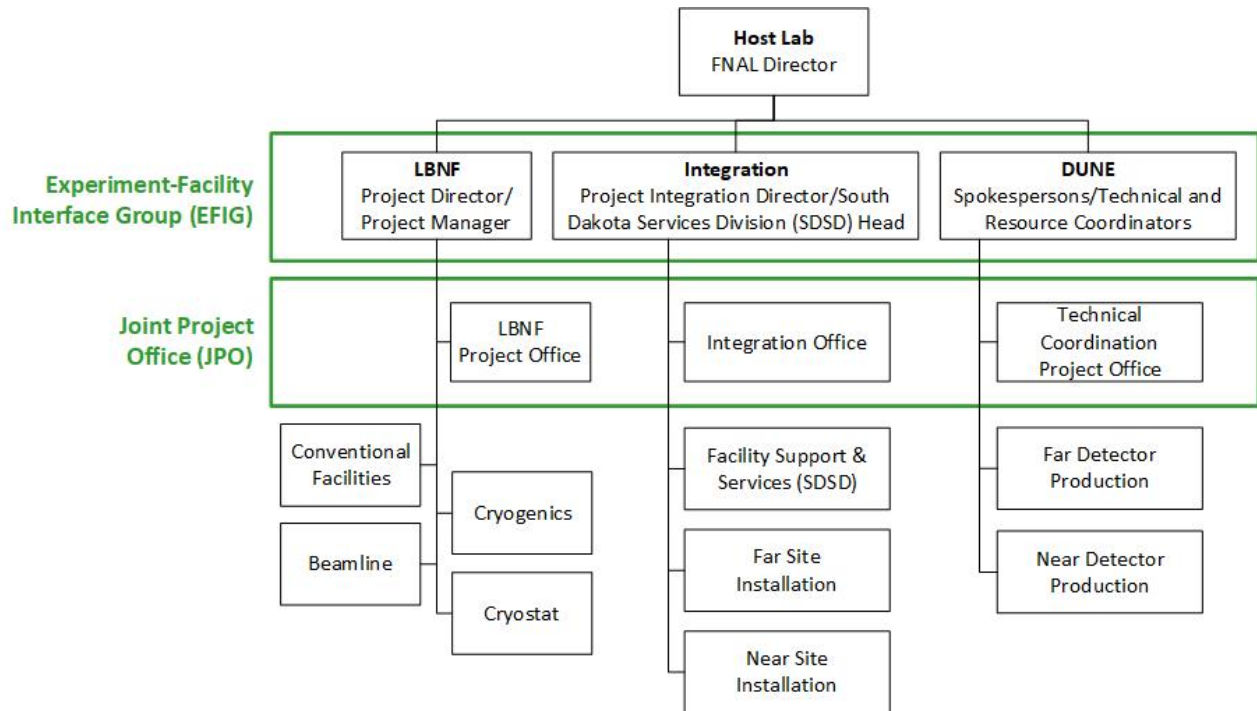 Host Lab
FNAL Director
Experiment-Facility
Interface Group (EFIG)
LBNF
Project Director/
Project Manager
Integration
Project Integration Director/South
Dakota Services Division (SDSD) Head
DUNE
Spokespersons/Technical and
Resource Coordinators
Joint Project
Office (JPO)
LBNF
Project Office
Integration Office
Technical
Coordination
Project Office
Conventional
Facilities
Cryogenics
Beamline
Cryostat
Facility Support &
Services (SDSD)
Far Site
Installation
Near Site
Installation
Far Detector
Production
Near Detector
Production